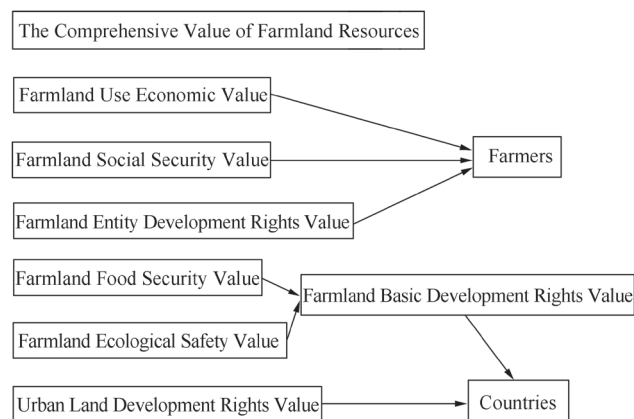 The Comprehensive Value of Farmland Resources
Farmland Use Economic Value
Farmland Social Security Value
Farmers
Farmland Entity Development Rights Value
Farmland Food Security Value
Farmland Basic Development Rights Value
Farmland Ecological Safety Value
Urban Land Development Rights Value
Countries